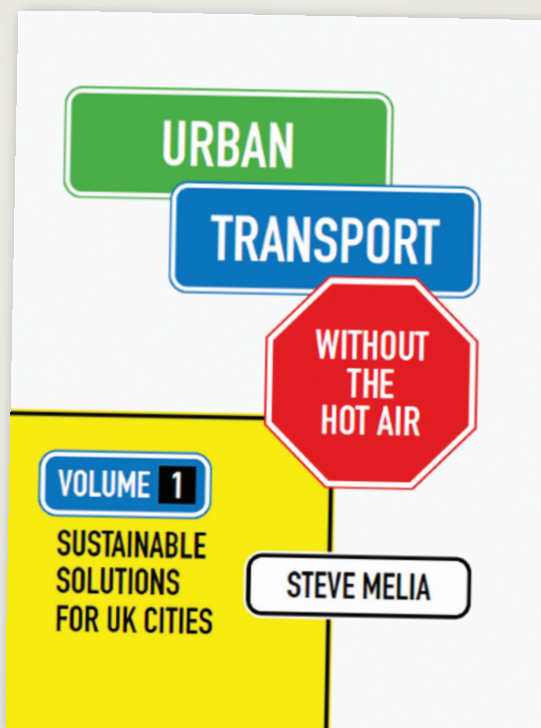 URBAN
TRANSPORT
WITHOUT
THE
HOT AIR
VOLUME 1
SUSTAINABLE
SOLUTIONS
FOR UK CITIES
STEVE MELIA